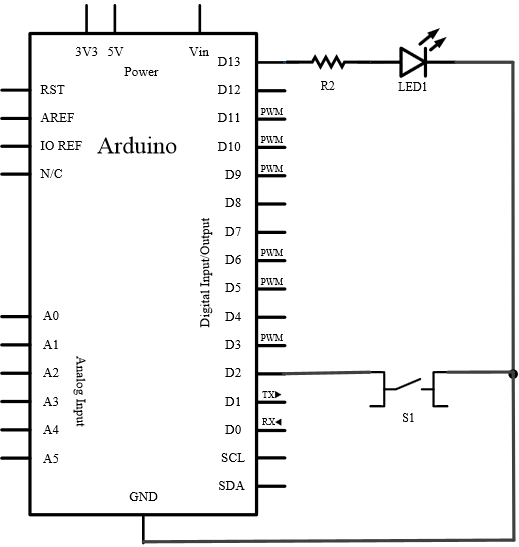 3V3 5V Vin
Power
Arduino
RST
AREF
IO REF
N/C
A0
A1
A2
A3
A4
A5
Analog Input
Digital Input/Output
D13
D12
D11 PWM
D10 PWM
D9 PWM
D8
D7
D6 PWM
D5 PWM
D4
D3 PWM
D2
D1 TX▶
D0 RX◀
SCL
SDA
GND
R2
LED1
S1